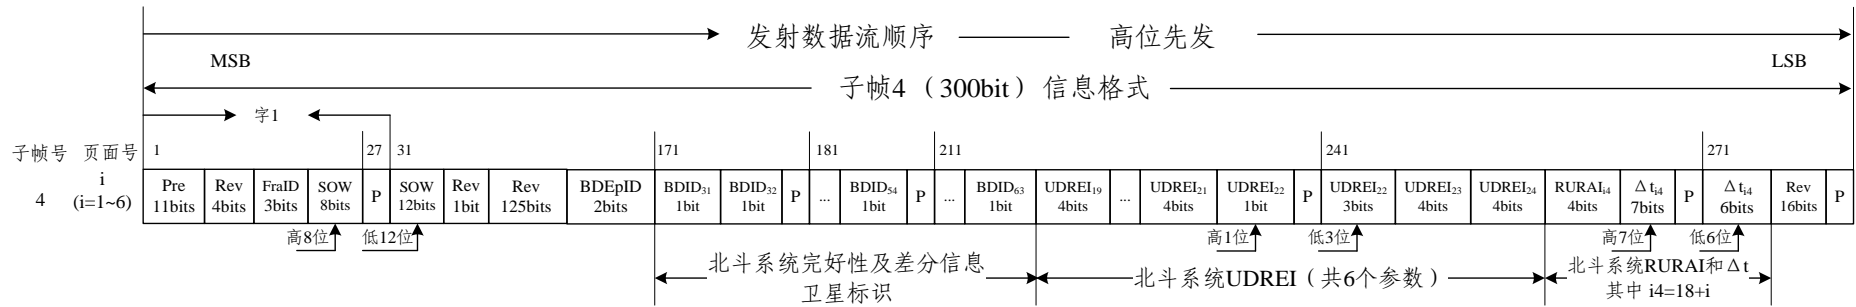 发射数据流顺序 高位先发
MSB LSB
子帧4（300bit）信息格式
字1
子帧号 页面号 1 27 31 171 181 211 241 271
4 i (i=1~6)
Pre 11bits
Rev 4bits
FraID 3bits
SOW 8bits
P
SOW 12bits
Rev 1bit
Rev 125bits
BDEpID 2bits
BDID₃₁ 1bit
BDID₃₂ 1bit
P
...
BDID₅₄ 1bit
P
...
BDID₆₃ 1bit
UDREI₁₉ 4bits
...
UDREI₂₁ 4bits
UDREI₂₂ 1bit
P
UDREI₂₂ 3bits
UDREI₂₃ 4bits
UDREI₂₄ 4bits
RURAI_i4 4bits
Δt_i4 7bits
P
Δt_i4 6bits
Rev 16bits
P
高8位 低12位 高1位 低3位 高7位 低6位
北斗系统完好性及差分信息
卫星标识
北斗系统UDREI（共6个参数）
北斗系统RURAI和Δt
其中 i4=18+i